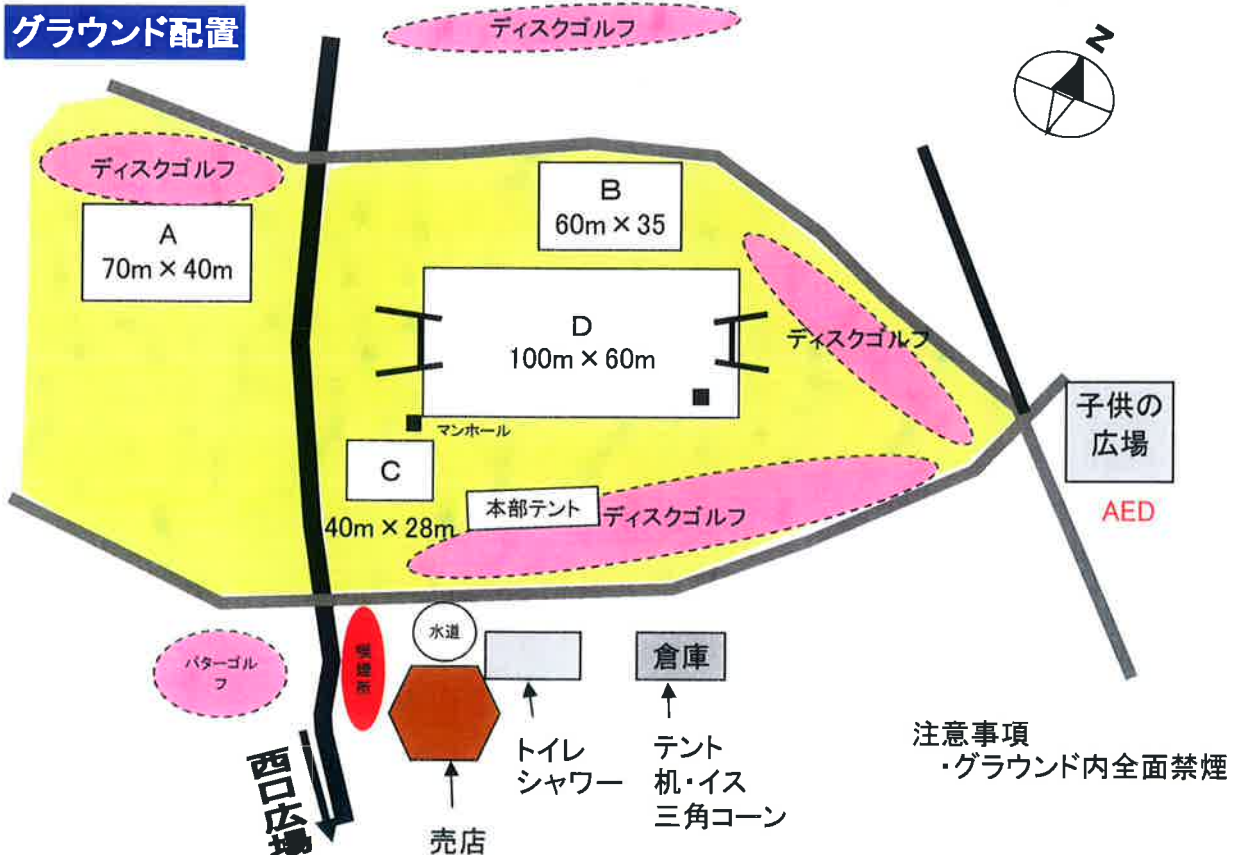 グラウンド配置
ディスクゴルフ
N
ディスクゴルフ
A
70m×40m
B
60m×35
D
100m×60m
ディスクゴルフ
子供の
広場
AED
マンホール
C
40m×28m
本部テント
ディスクゴルフ
パターゴル
フ
喫煙所
水道
倉庫
トイレ
シャワー
テント
机・イス
三角コーン
売店
西口広場
注意事項
・グラウンド内全面禁煙